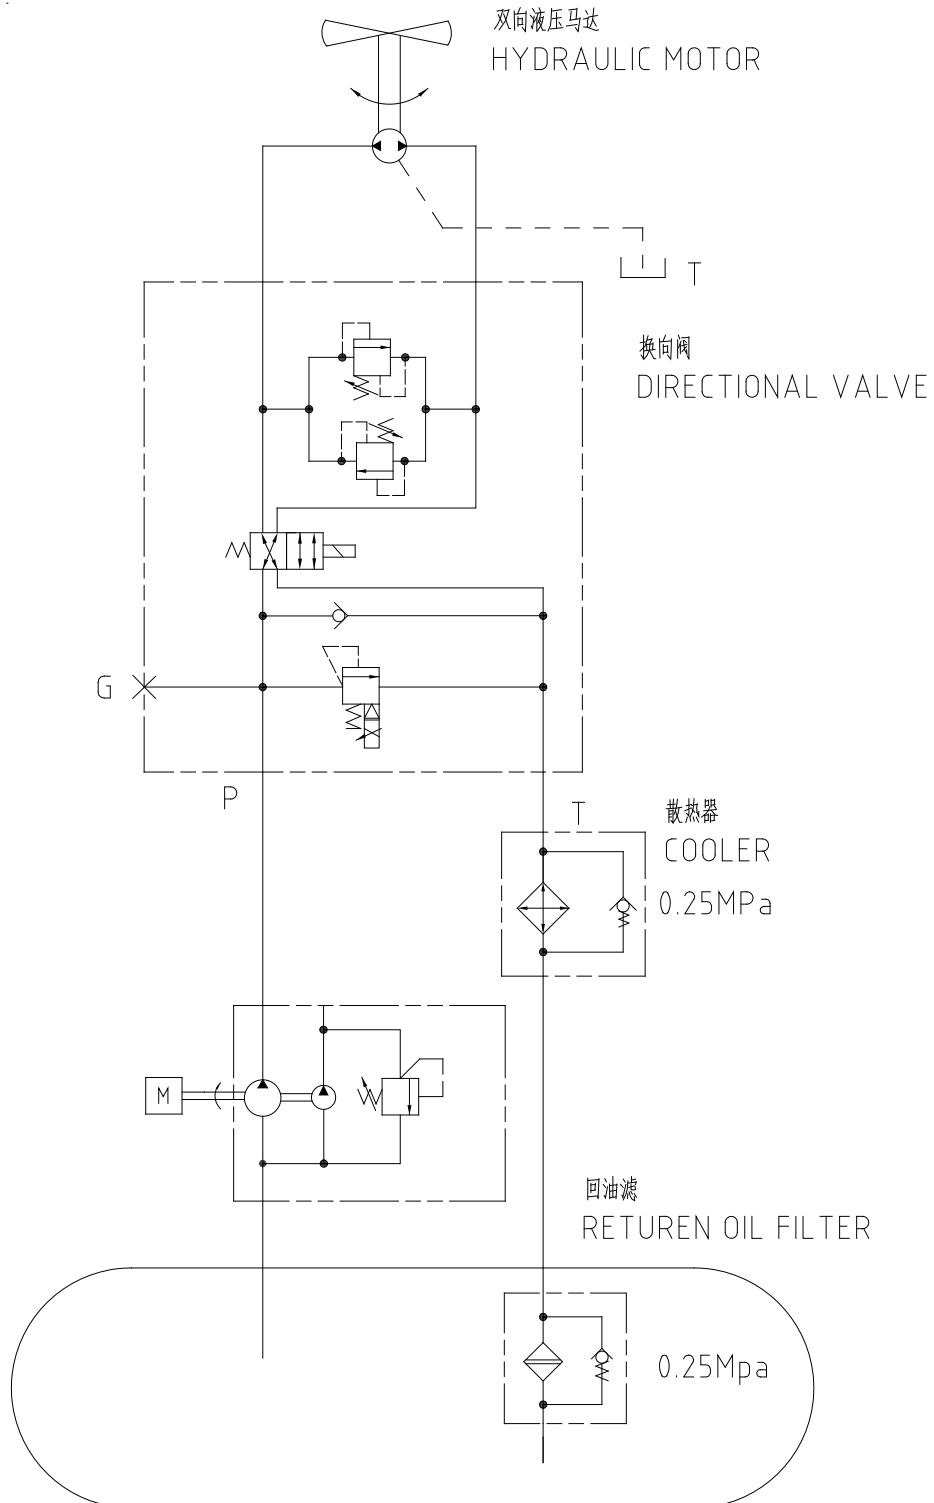 双向液压马达
HYDRAULIC MOTOR
T
换向阀
DIRECTIONAL VALVE
G
P
T
散热器
COOLER
0.25MPa
M
回油滤
RETUREN OIL FILTER
0.25Mpa